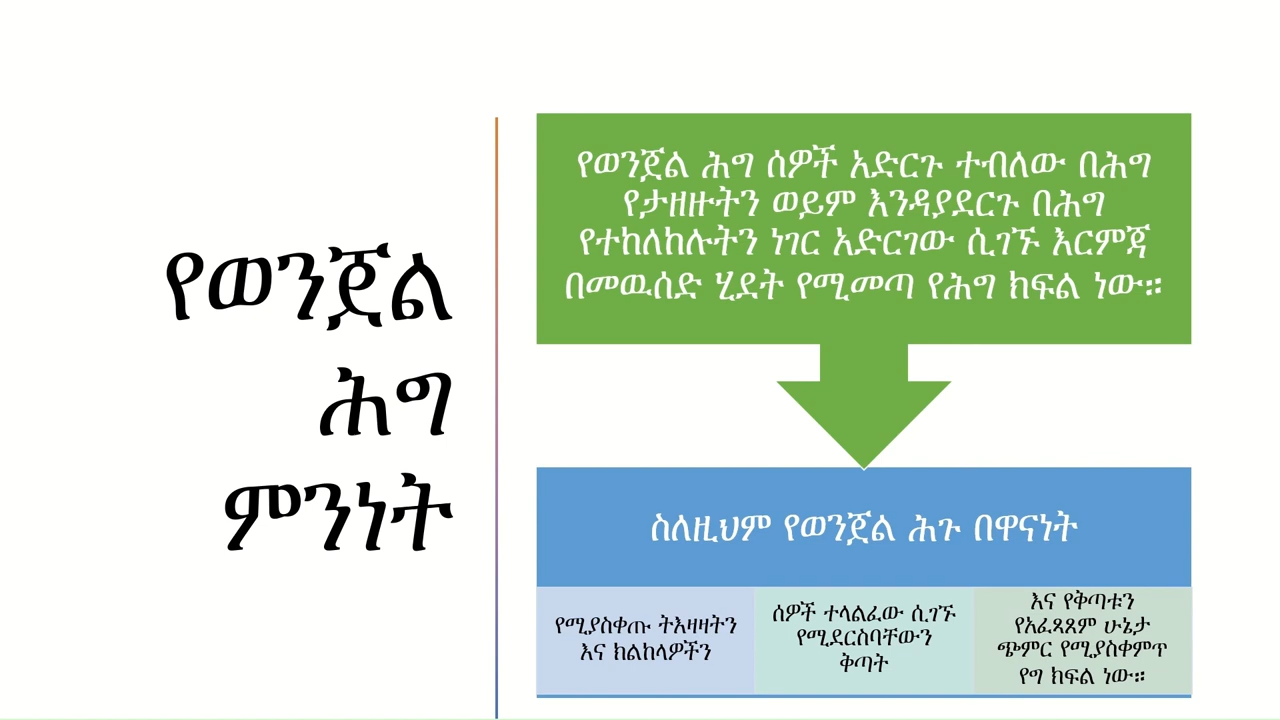 የወንጀል
ሕግ
ምንነት
የወንጀል ሕግ ሰዎች አድርጉ ተብለው በሕግ
የታዘዙትን ወይም እንዳያደርጉ በሕግ
የተከለከሉትን ነገር አድርገው ሲገኙ እርምጃ
በመዉሰድ ሂደት የሚመጣ የሕግ ክፍል ነው።
ስለዚህም የወንጀል ሕጉ በዋናነት
የሚያስቀጡ ትእዛዛትን
እና ክልከላዎችን
ሰዎች ተላልፈው ሲገኙ
የሚደርስባቸውን
ቅጣት
እና የቅጣቱን
የአፈጻጸም ሁኔታ
ጭምር የሚያስቀምጥ
የግ ክፍል ነው።